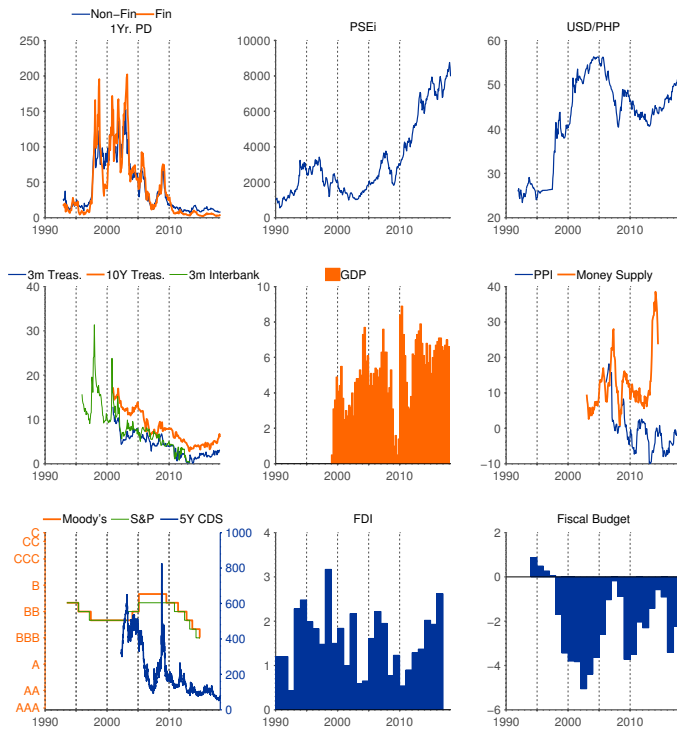 Non-Fin Fin
1Yr. PD
250
200
150
100
50
0
1990 2000 2010
PSEi
10000
8000
6000
4000
2000
0
1990 2000 2010
USD/PHP
60
50
40
30
20
1990 2000 2010
3m Treas. 10Y Treas. 3m Interbank
40
30
20
10
0
1990 2000 2010
GDP
10
8
6
4
2
0
1990 2000 2010
PPI Money Supply
40
30
20
10
0
−10
1990 2000 2010
Moody's S&P 5Y CDS
C
CC
CCC
B
BB
BBB
A
AA
AAA
1000
800
600
400
200
0
1990 2000 2010
FDI
4
3
2
1
0
1990 2000 2010
Fiscal Budget
2
0
−2
−4
−6
1990 2000 2010